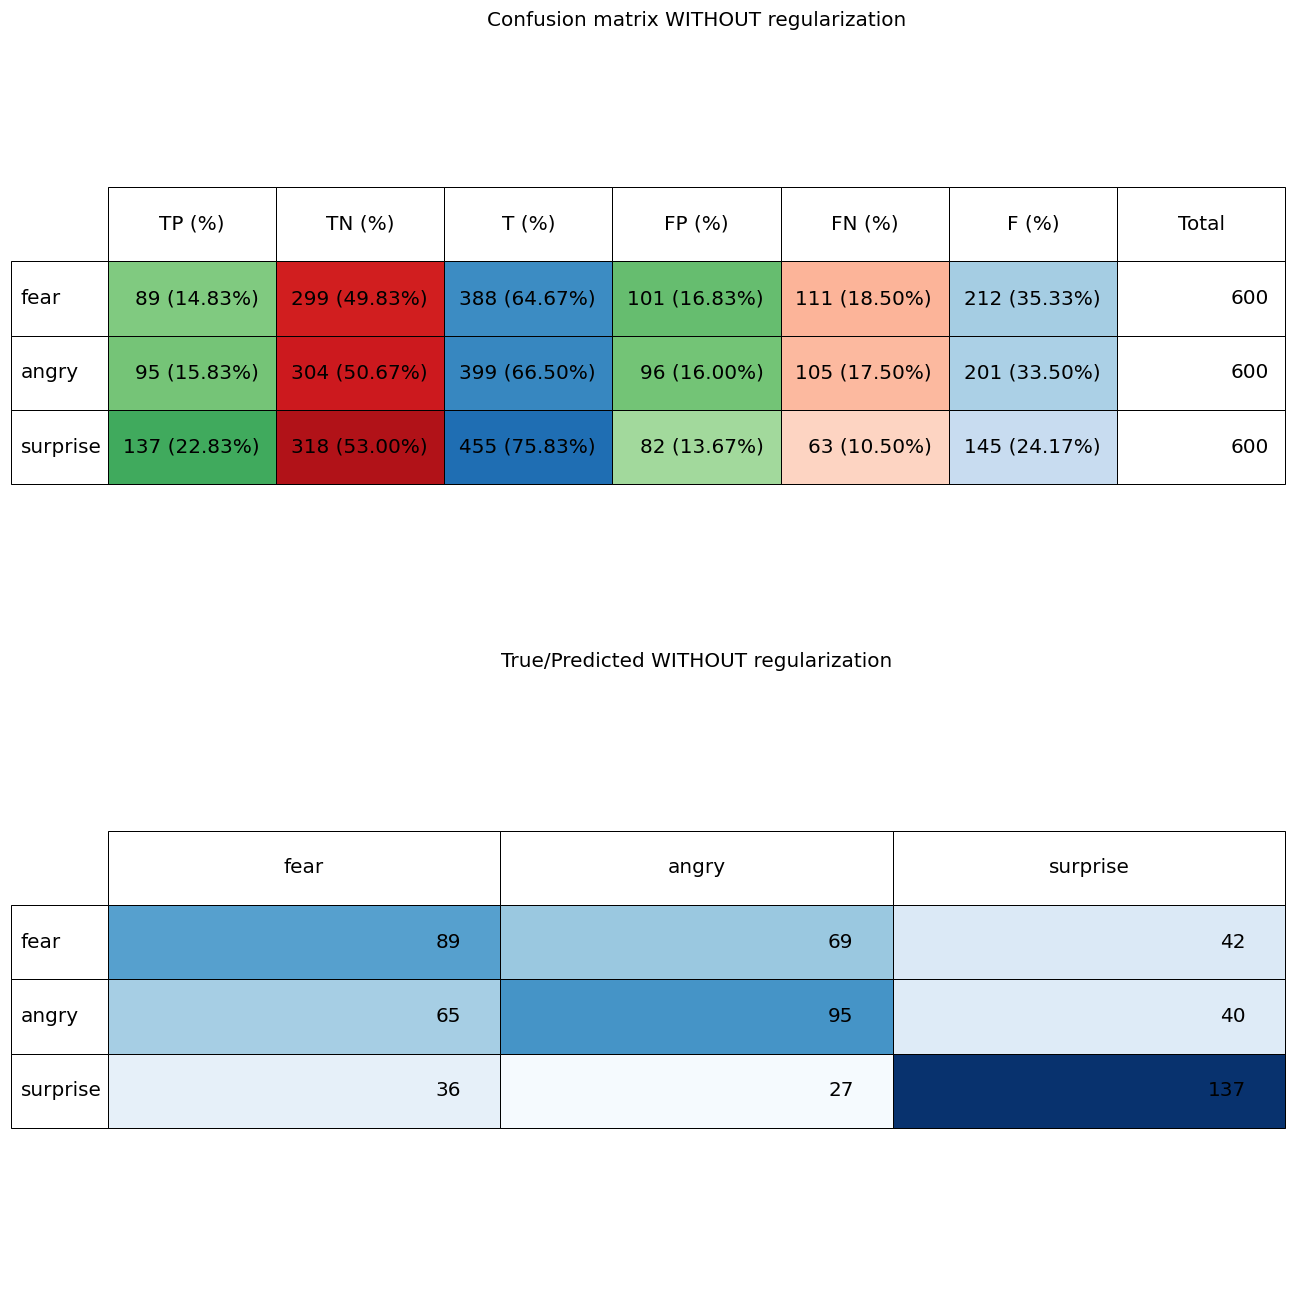 Confusion matrix WITHOUT regularization
TP (%) TN (%) T (%) FP (%) FN (%) F (%) Total
fear 89 (14.83%) 299 (49.83%) 388 (64.67%) 101 (16.83%) 111 (18.50%) 212 (35.33%) 600
angry 95 (15.83%) 304 (50.67%) 399 (66.50%) 96 (16.00%) 105 (17.50%) 201 (33.50%) 600
surprise 137 (22.83%) 318 (53.00%) 455 (75.83%) 82 (13.67%) 63 (10.50%) 145 (24.17%) 600
True/Predicted WITHOUT regularization
fear angry surprise
fear 89 69 42
angry 65 95 40
surprise 36 27 137